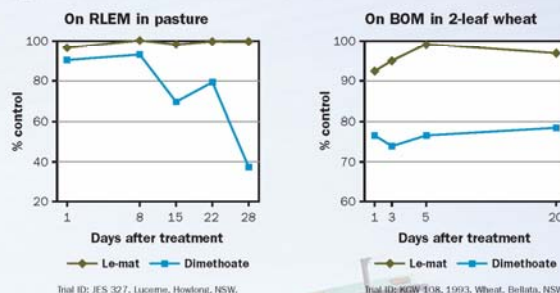 On RLEM in pasture
100
80
60
40
20
% control
1 8 15 22 28
Days after treatment
Le-mat Dimethoate
Trial ID: JES 327, Lucerne, Howlong, NSW.
On BOM in 2-leaf wheat
100
90
80
70
60
% control
1 3 5 20
Days after treatment
Le-mat Dimethoate
Trial ID: KGW 108, 1993, Wheat, Bellata, NSW